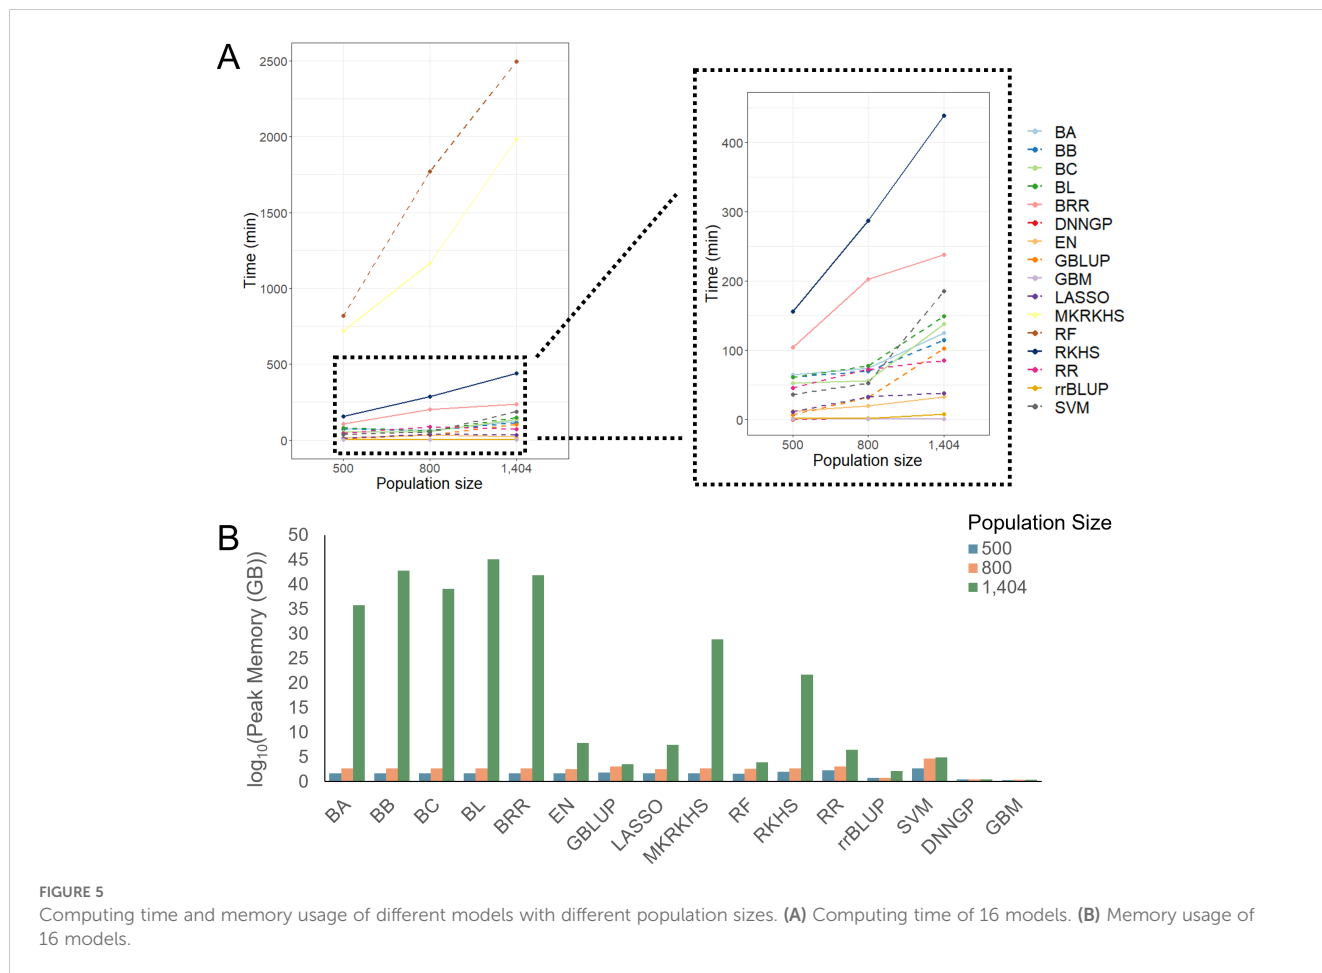 A
2500
2000
1500
1000
500
0
Time (min)
500 800 1,404
Population size
400
300
200
100
0
Time (min)
500 800 1,404
Population size
BA
BB
BC
BL
BRR
DNNGP
EN
GBLUP
GBM
LASSO
MKRKHS
RF
RKHS
RR
rrBLUP
SVM
B
Population Size
500
800
1,404
log10(Peak Memory (GB))
50
45
40
35
30
25
20
15
10
5
0
BA BB BC BL BRR EN GBLUP LASSO MKRKHS RF RKHS RR rrBLUP SVM DNNGP GBM
FIGURE 5
Computing time and memory usage of different models with different population sizes. (A) Computing time of 16 models. (B) Memory usage of
16 models.